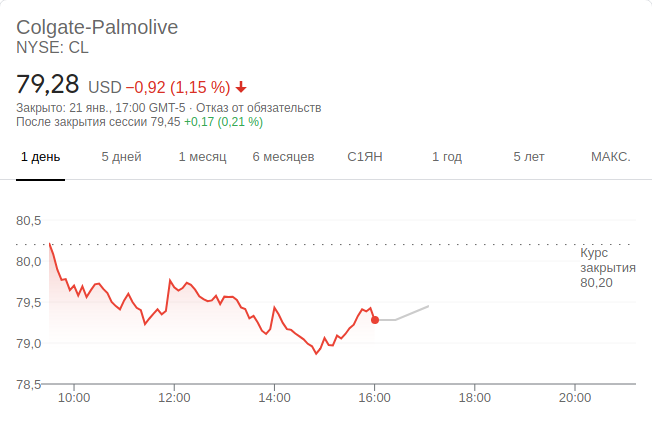 Colgate-Palmolive
NYSE: CL
79,28 USD −0,92 (1,15 %)
Закрыто: 21 янв., 17:00 GMT-5 · Отказ от обязательств
После закрытия сессии 79,45 +0,17 (0,21 %)
1 день 5 дней 1 месяц 6 месяцев С1ЯН 1 год 5 лет МАКС.
80,5
Курс
закрытия
80,20
80,0
79,5
79,0
78,5
10:00 12:00 14:00 16:00 18:00 20:00